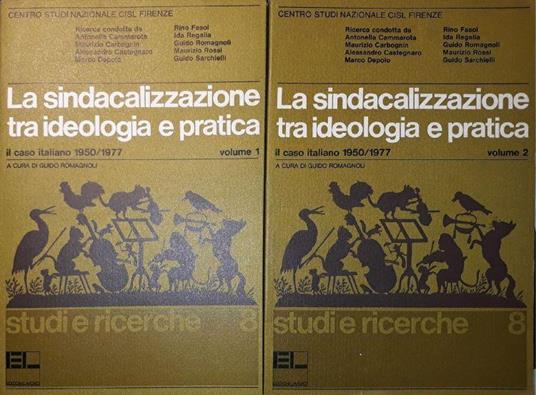 CENTRO STUDI NAZIONALE CISL FIRENZE
Ricerca condotta da
Antonella Cammarota
Maurizio Carbognin
Alessandro Castegnaro
Marco Depolo
Rino Fasol
Ida Regalia
Guido Romagnoli
Maurizio Rossi
Guido Sarchielli
La sindacalizzazione
tra ideologia e pratica
il caso italiano 1950/1977 volume 1
A CURA DI GUIDO ROMAGNOLI
studi e ricerche 8
EL
EDIZIONI LAVORO
CENTRO STUDI NAZIONALE CISL FIRENZE
Ricerca condotta da
Antonella Cammarota
Maurizio Carbognin
Alessandro Castegnaro
Marco Depolo
Rino Fasol
Ida Regalia
Guido Romagnoli
Maurizio Rossi
Guido Sarchielli
La sindacalizzazione
tra ideologia e pratica
il caso italiano 1950/1977 volume 2
A CURA DI GUIDO ROMAGNOLI
studi e ricerche 8
EL
EDIZIONI LAVORO